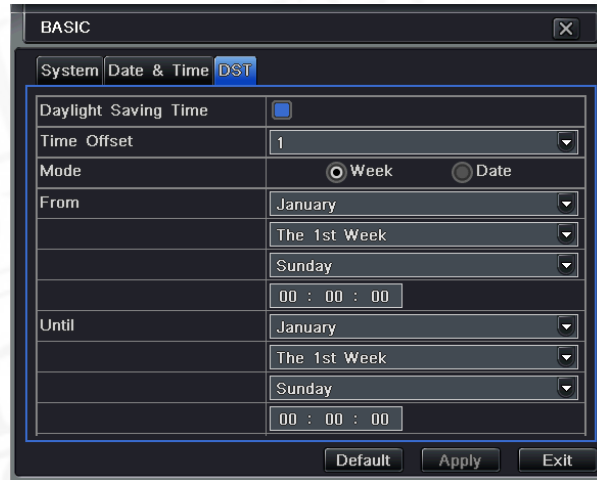 BASIC
System Date & Time DST
Daylight Saving Time
Time Offset 1
Mode Week Date
From January
The 1st Week
Sunday
00 : 00 : 00
Until January
The 1st Week
Sunday
00 : 00 : 00
Default Apply Exit